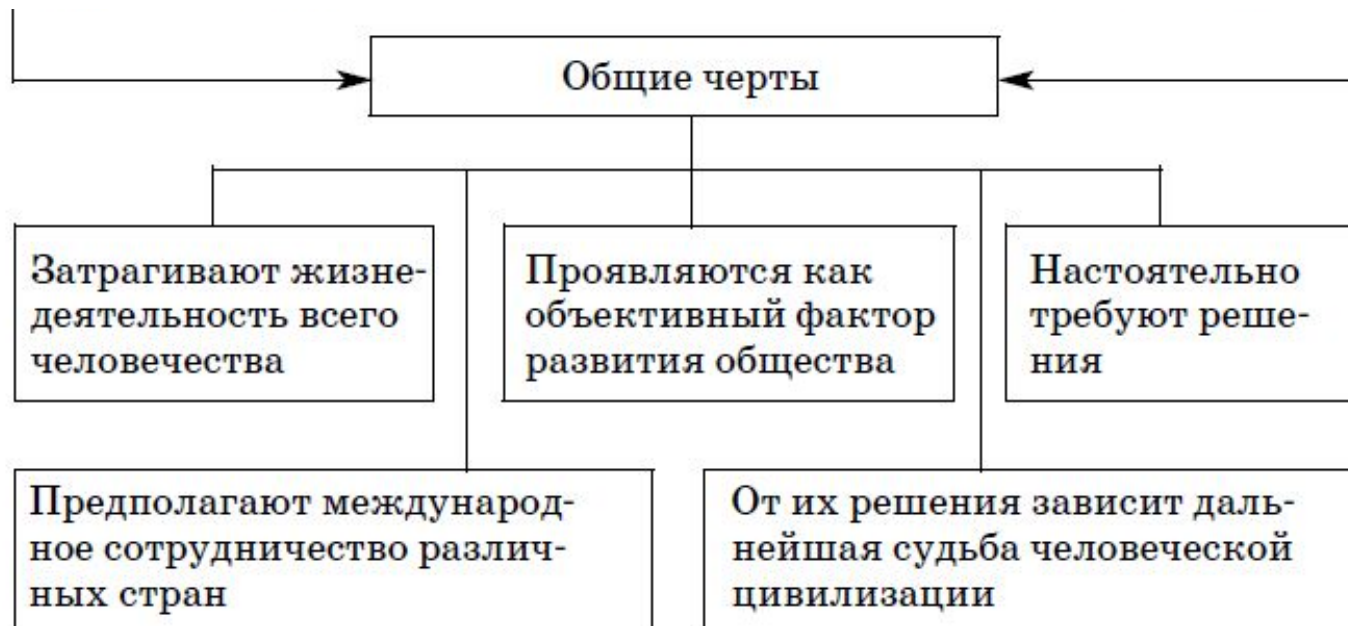 Общие черты
Затрагивают жизне-
деятельность всего
человечества
Проявляются как
объективный фактор
развития общества
Настоятельно
требуют реше-
ния
Предполагают международ-
ное сотрудничество различ-
ных стран
От их решения зависит даль-
нейшая судьба человеческой
цивилизации